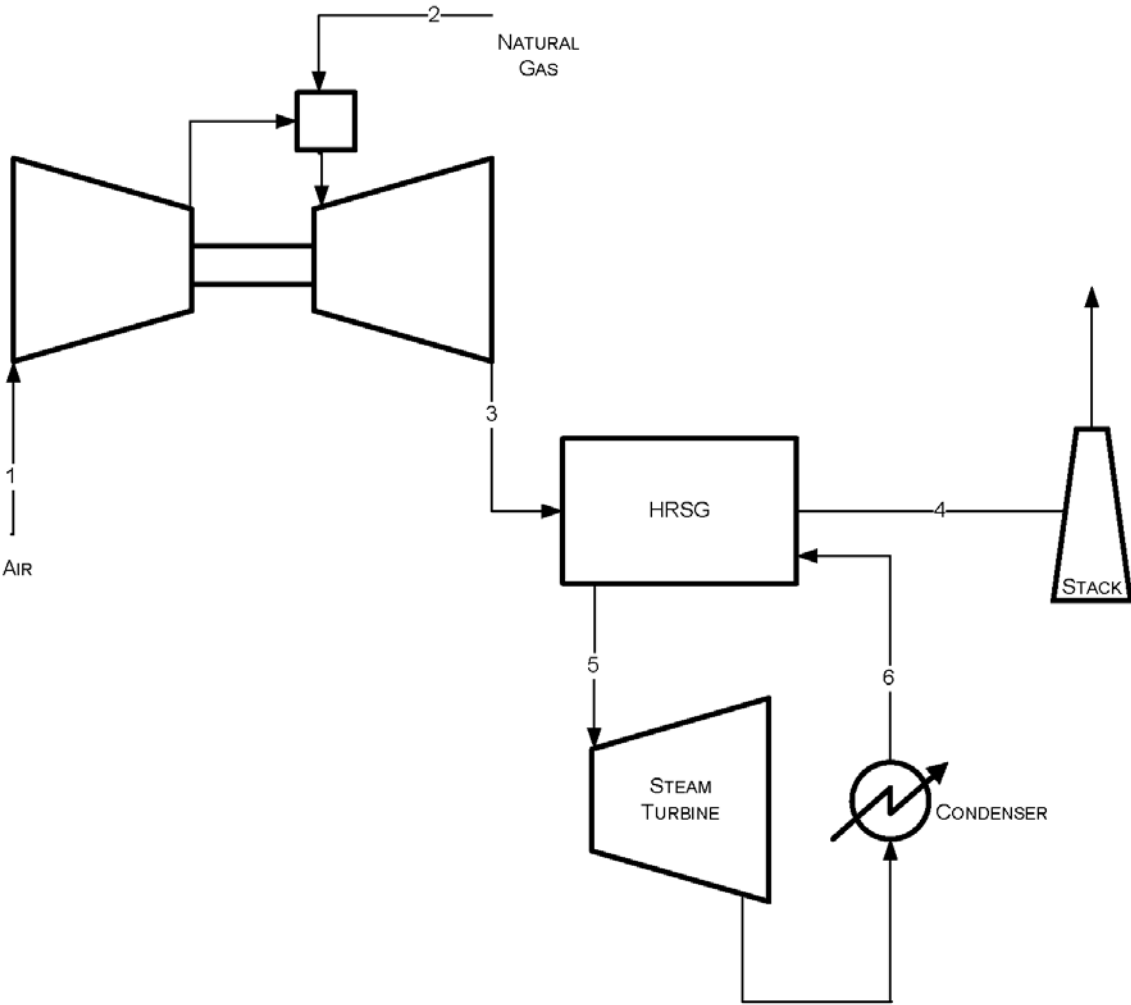 2
NATURAL
GAS
3
1
AIR
HRSG
4
STACK
5
6
STEAM
TURBINE
CONDENSER